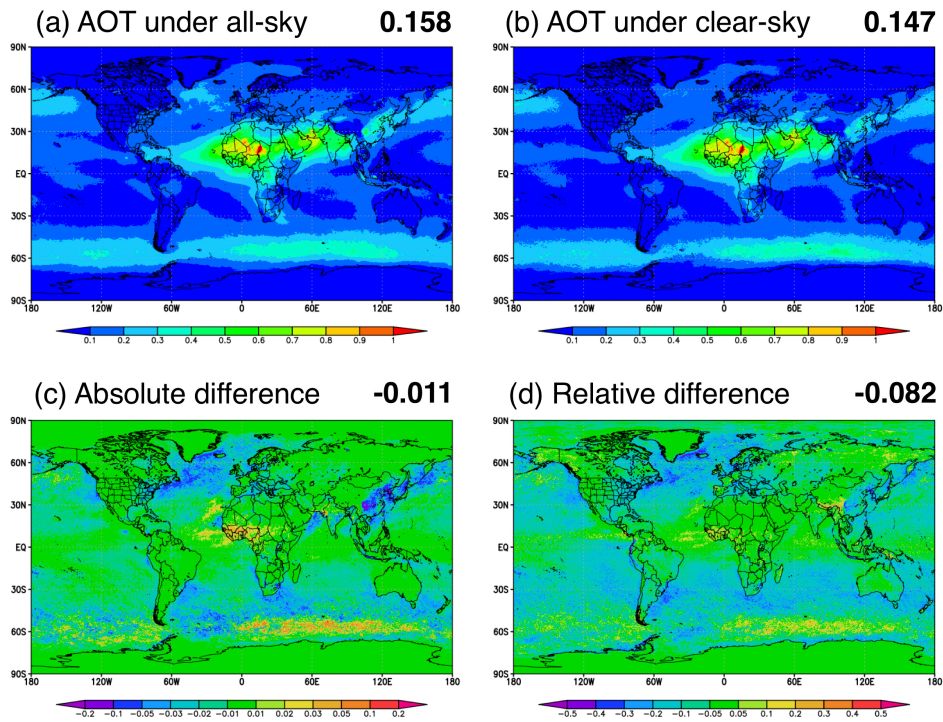 (a) AOT under all-sky 0.158
90N
60N
30N
EQ
30S
60S
90S
180 120W 60W 0 60E 120E 180
0.1 0.2 0.3 0.4 0.5 0.6 0.7 0.8 0.9 1
(b) AOT under clear-sky 0.147
90N
60N
30N
EQ
30S
60S
90S
180 120W 60W 0 60E 120E 180
0.1 0.2 0.3 0.4 0.5 0.6 0.7 0.8 0.9 1
(c) Absolute difference -0.011
90N
60N
30N
EQ
30S
60S
90S
180 120W 60W 0 60E 120E 180
-0.2 -0.1 -0.05 -0.03 -0.02 -0.01 0.01 0.02 0.03 0.05 0.1 0.2
(d) Relative difference -0.082
90N
60N
30N
EQ
30S
60S
90S
180 120W 60W 0 60E 120E 180
-0.5 -0.4 -0.3 -0.2 -0.1 -0.05 0.05 0.1 0.2 0.3 0.4 0.5